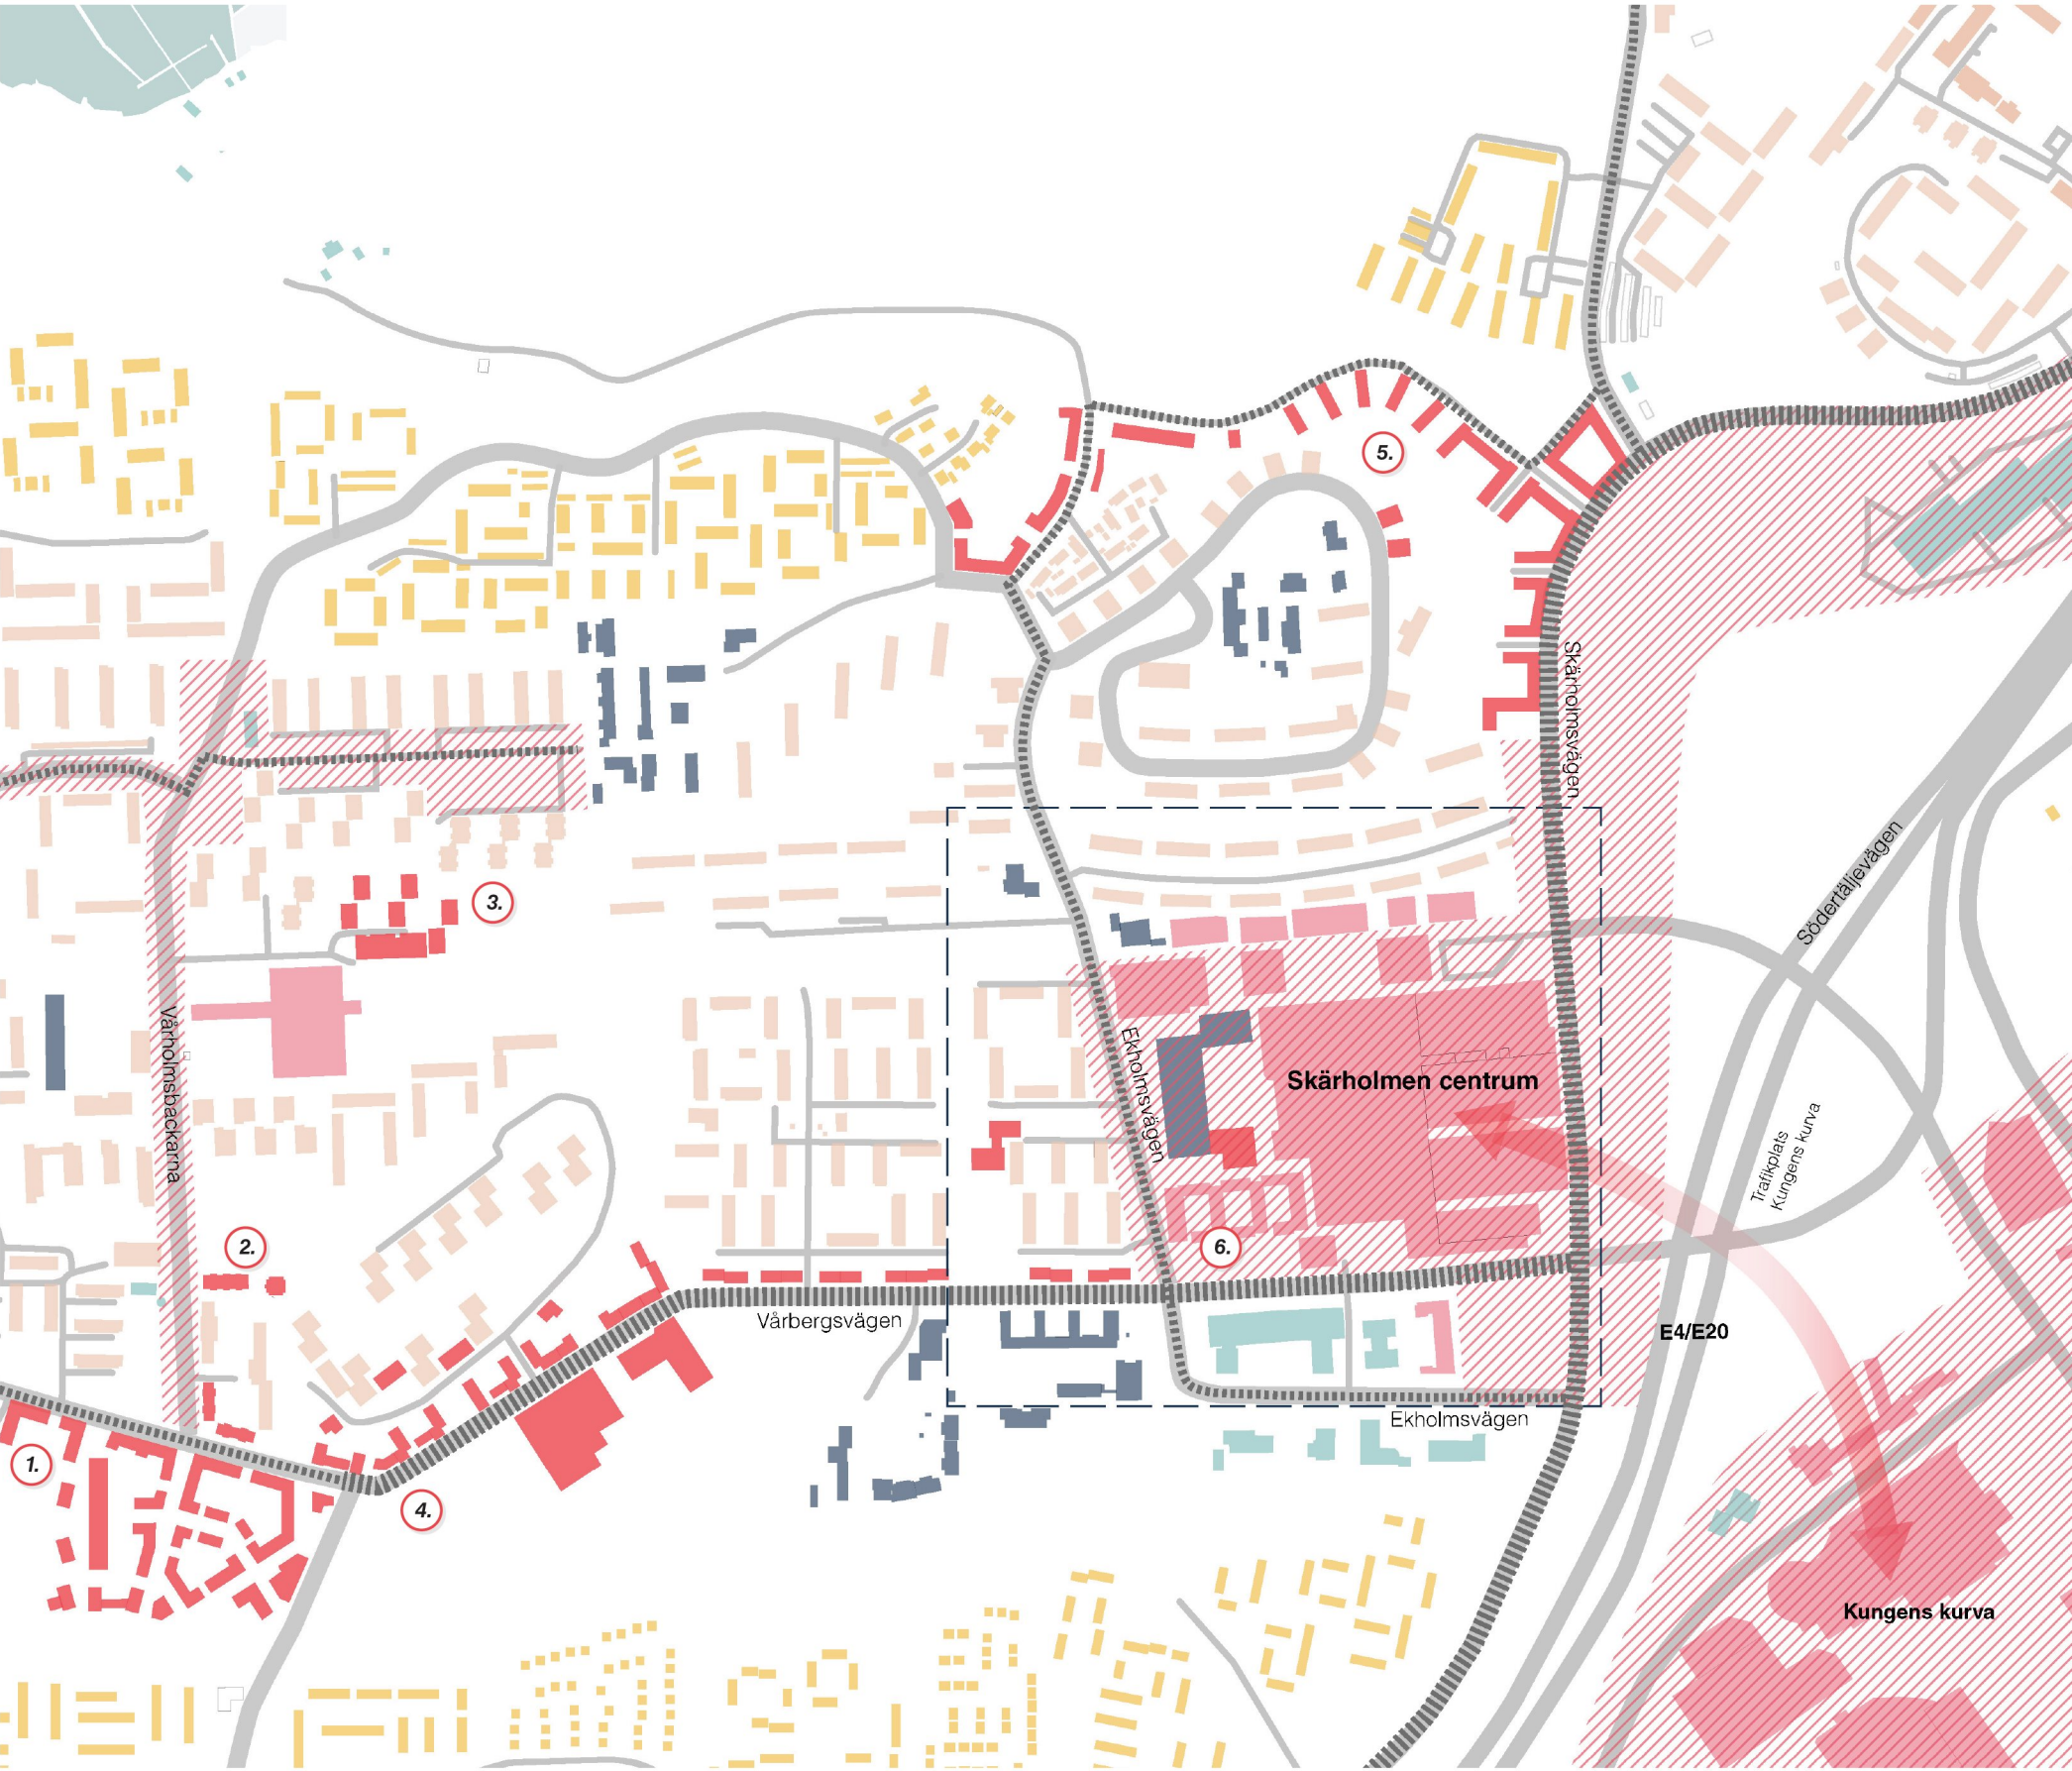 5.
Skärholmsvägen
Södertäljevägen
3.
Vårholmsbackarna
Ekholmsvägen
Skärholmen centrum
Trafikplats
Kungens kurva
2.
6.
Vårbergsvägen
E4/E20
Ekholmsvägen
1.
4.
Kungens kurva